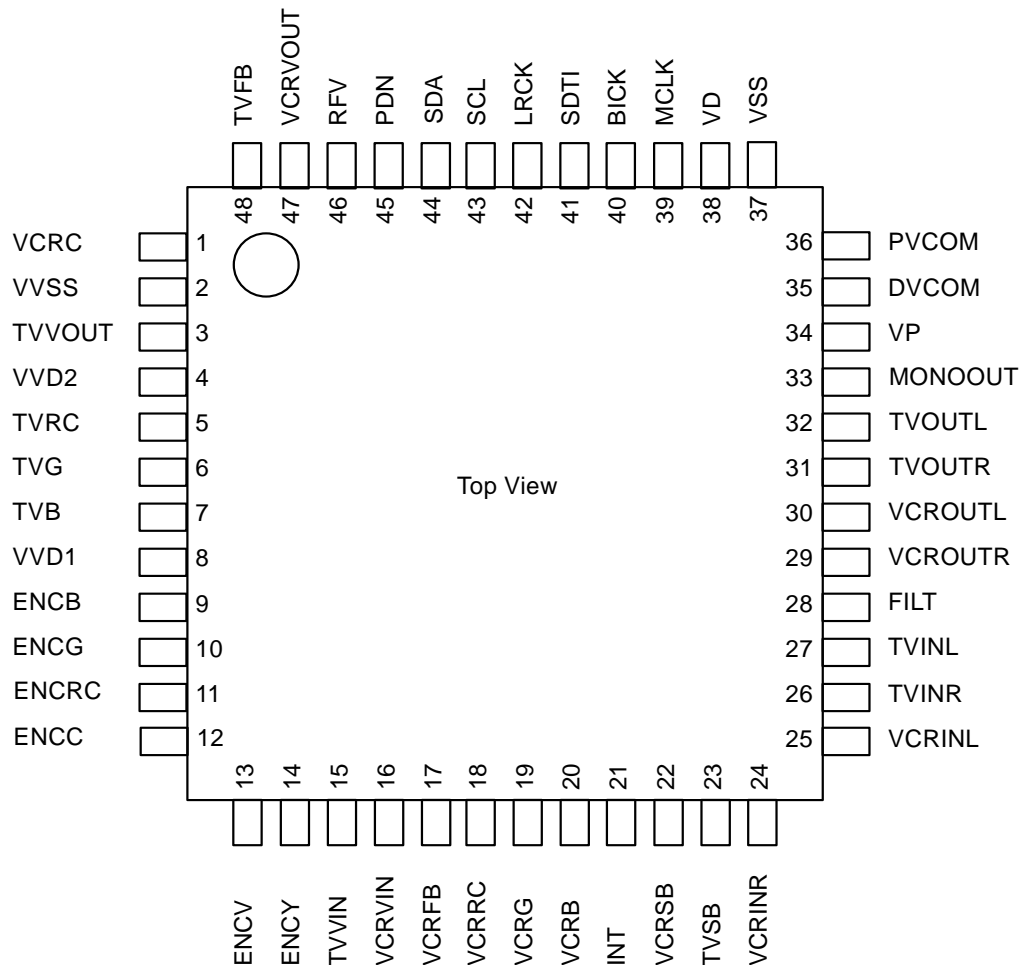 TVFB
VCRVOUT
RFV
PDN
SDA
SCL
LRCK
SDTI
BICK
MCLK
VD
VSS
48
47
46
45
44
43
42
41
40
39
38
37
VCRC 1
VVSS 2
TVVOUT 3
VVD2 4
TVRC 5
TVG 6
TVB 7
VVD1 8
ENCB 9
ENCG 10
ENCRC 11
ENCC 12
Top View
36 PVCOM
35 DVCOM
34 VP
33 MONOOUT
32 TVOUTL
31 TVOUTR
30 VCROUTL
29 VCROUTR
28 FILT
27 TVINL
26 TVINR
25 VCRINL
13
14
15
16
17
18
19
20
21
22
23
24
ENCV
ENCY
TVVIN
VCRVIN
VCRFB
VCRRC
VCRG
VCRB
INT
VCRSB
TVSB
VCRINR